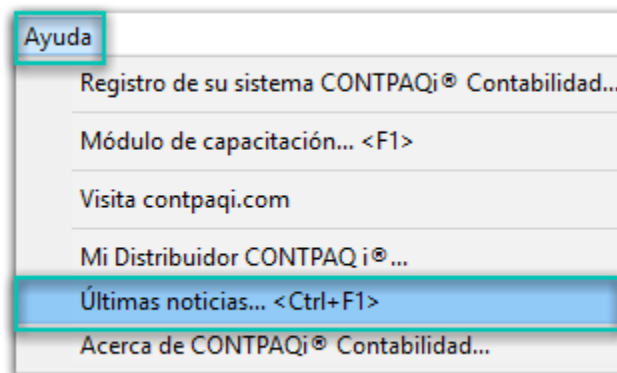 Ayuda
Registro de su sistema CONTPAQi® Contabilidad...
Módulo de capacitación... <F1>
Visita contpaqi.com
Mi Distribuidor CONTPAQ i®...
Últimas noticias... <Ctrl+F1>
Acerca de CONTPAQi® Contabilidad...